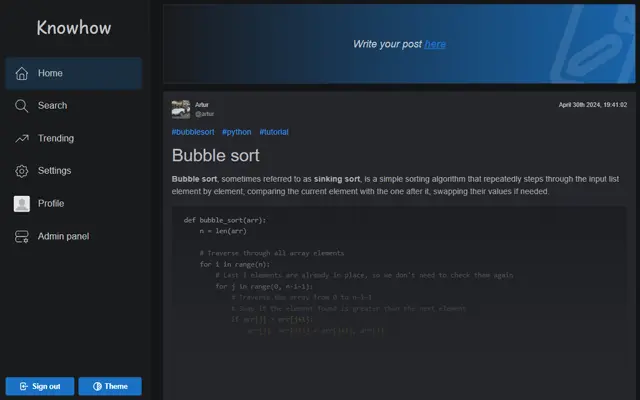 Knowhow
Home
Search
Trending
Settings
Profile
Admin panel
Sign out
Theme
Write your post here
Artur
@artur
April 30th 2024, 19:41:02
#bubblesort #python #tutorial
Bubble sort
Bubble sort, sometimes referred to as sinking sort, is a simple sorting algorithm that repeatedly steps through the input list
element by element, comparing the current element with the one after it, swapping their values if needed.
def bubble_sort(arr):
n = len(arr)
# Traverse through all array elements
for i in range(n):
# Last i elements are already in place, so we don't need to check them again
for j in range(0, n-i-1):
# Traverse the array from 0 to n-i-1
# Swap if the element found is greater than the next element
if arr[j] > arr[j+1]: